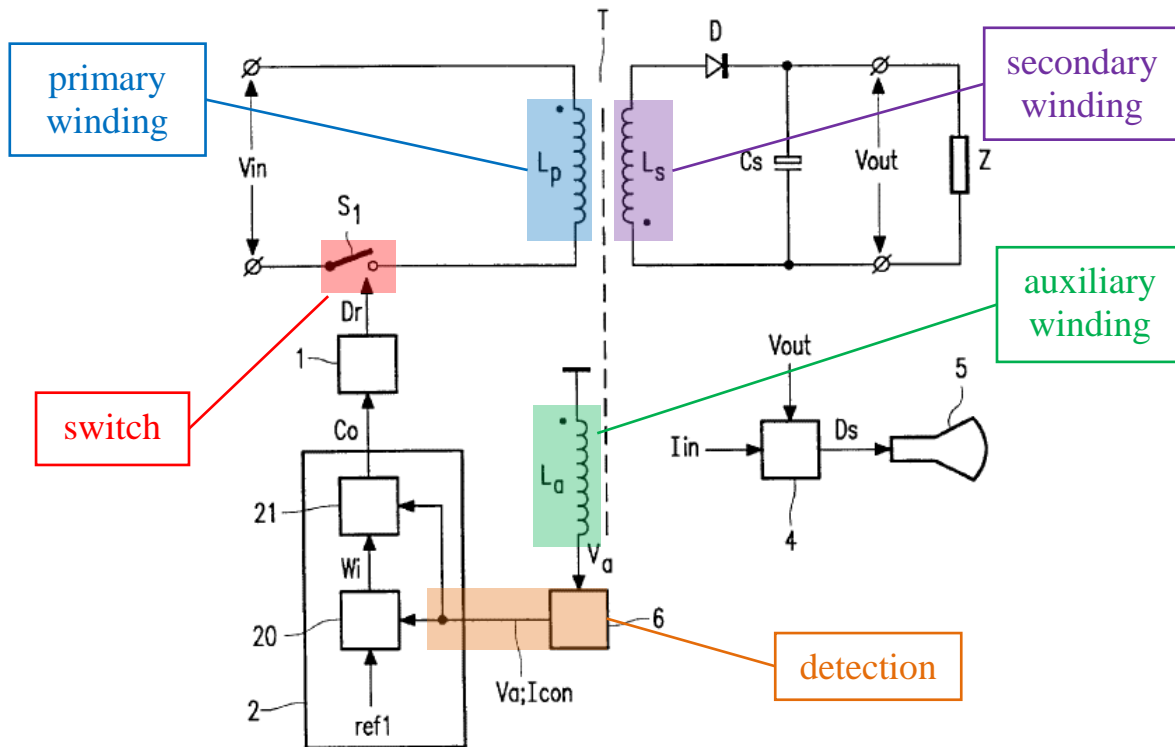 T
D
primary
winding
secondary
winding
Vin
Lp
Ls
Cs
Vout
Z
S1
Dr
auxiliary
winding
1
Vout
5
switch
Co
Iin
Ds
La
21
4
Va
Wi
20
6
detection
Va;Icon
2
ref1